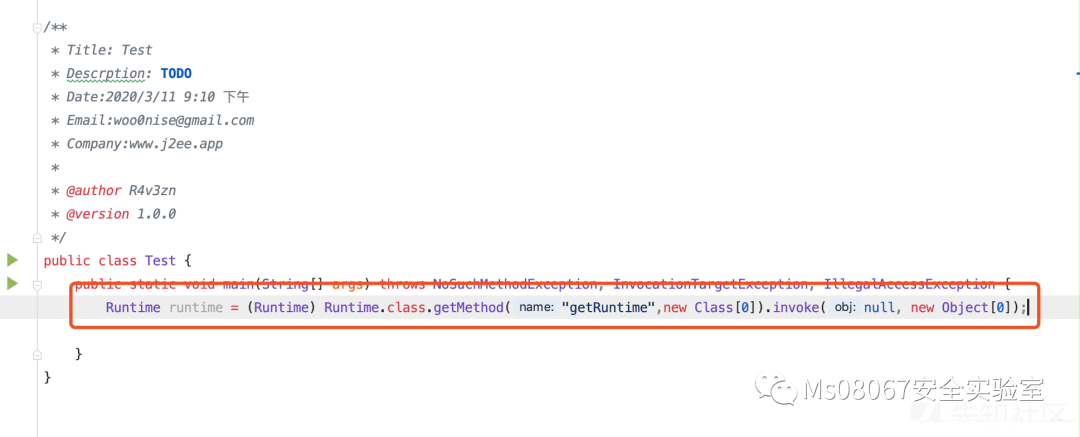 /**
 * Title: Test
 * Descrption: TODO
 * Date:2020/3/11 9:10 下午
 * Email:woo0nise@gmail.com
 * Company:www.j2ee.app
 *
 * @author R4v3zn
 * @version 1.0.0
 */
public class Test {
public static void main(String[] args) throws NoSuchMethodException, InvocationTargetException, IllegalAccessException {
Runtime runtime = (Runtime) Runtime.class.getMethod( name: "getRuntime",new Class[0]).invoke( obj: null, new Object[0]);
}
}
Ms08067安全实验室
先知社区